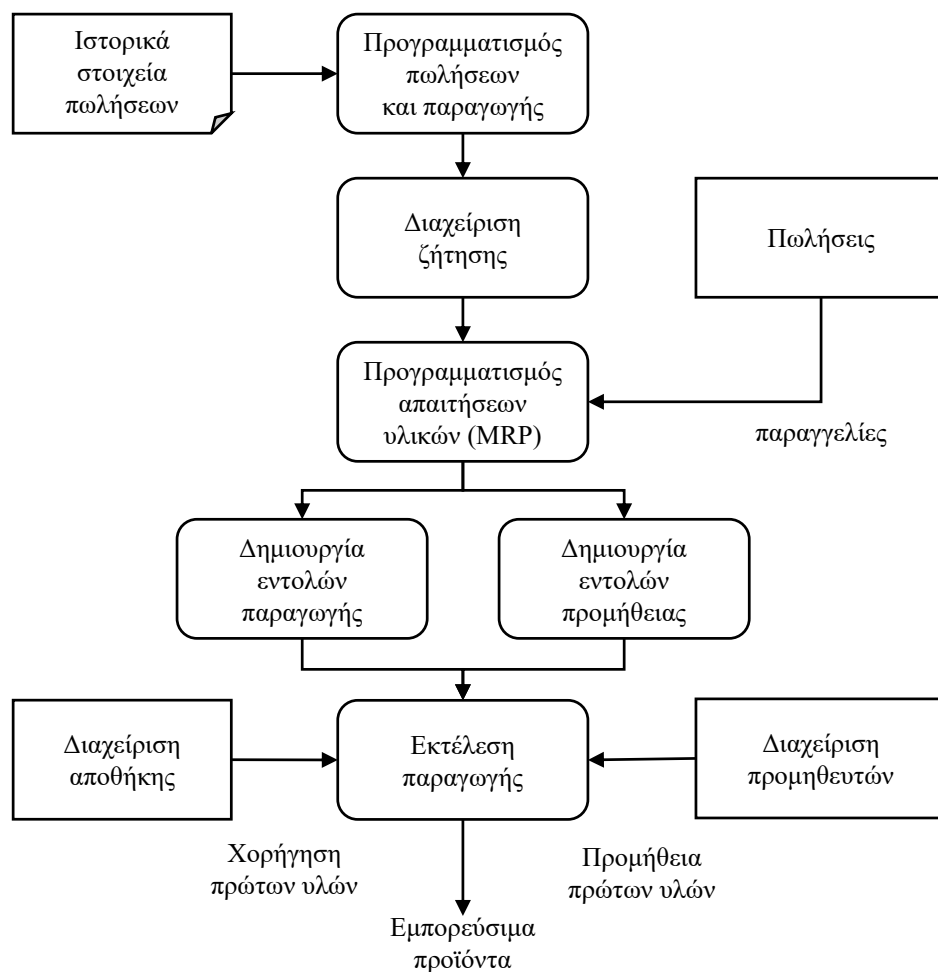 Ιστορικά
στοιχεία
πωλήσεων
Προγραμματισμός
πωλήσεων
και παραγωγής
Διαχείριση
ζήτησης
Πωλήσεις
Προγραμματισμός
απαιτήσεων
υλικών (MRP)
παραγγελίες
Δημιουργία
εντολών
παραγωγής
Δημιουργία
εντολών
προμήθειας
Διαχείριση
αποθήκης
Εκτέλεση
παραγωγής
Διαχείριση
προμηθευτών
Χορήγηση
πρώτων υλών
Προμήθεια
πρώτων υλών
Εμπορεύσιμα
προϊόντα